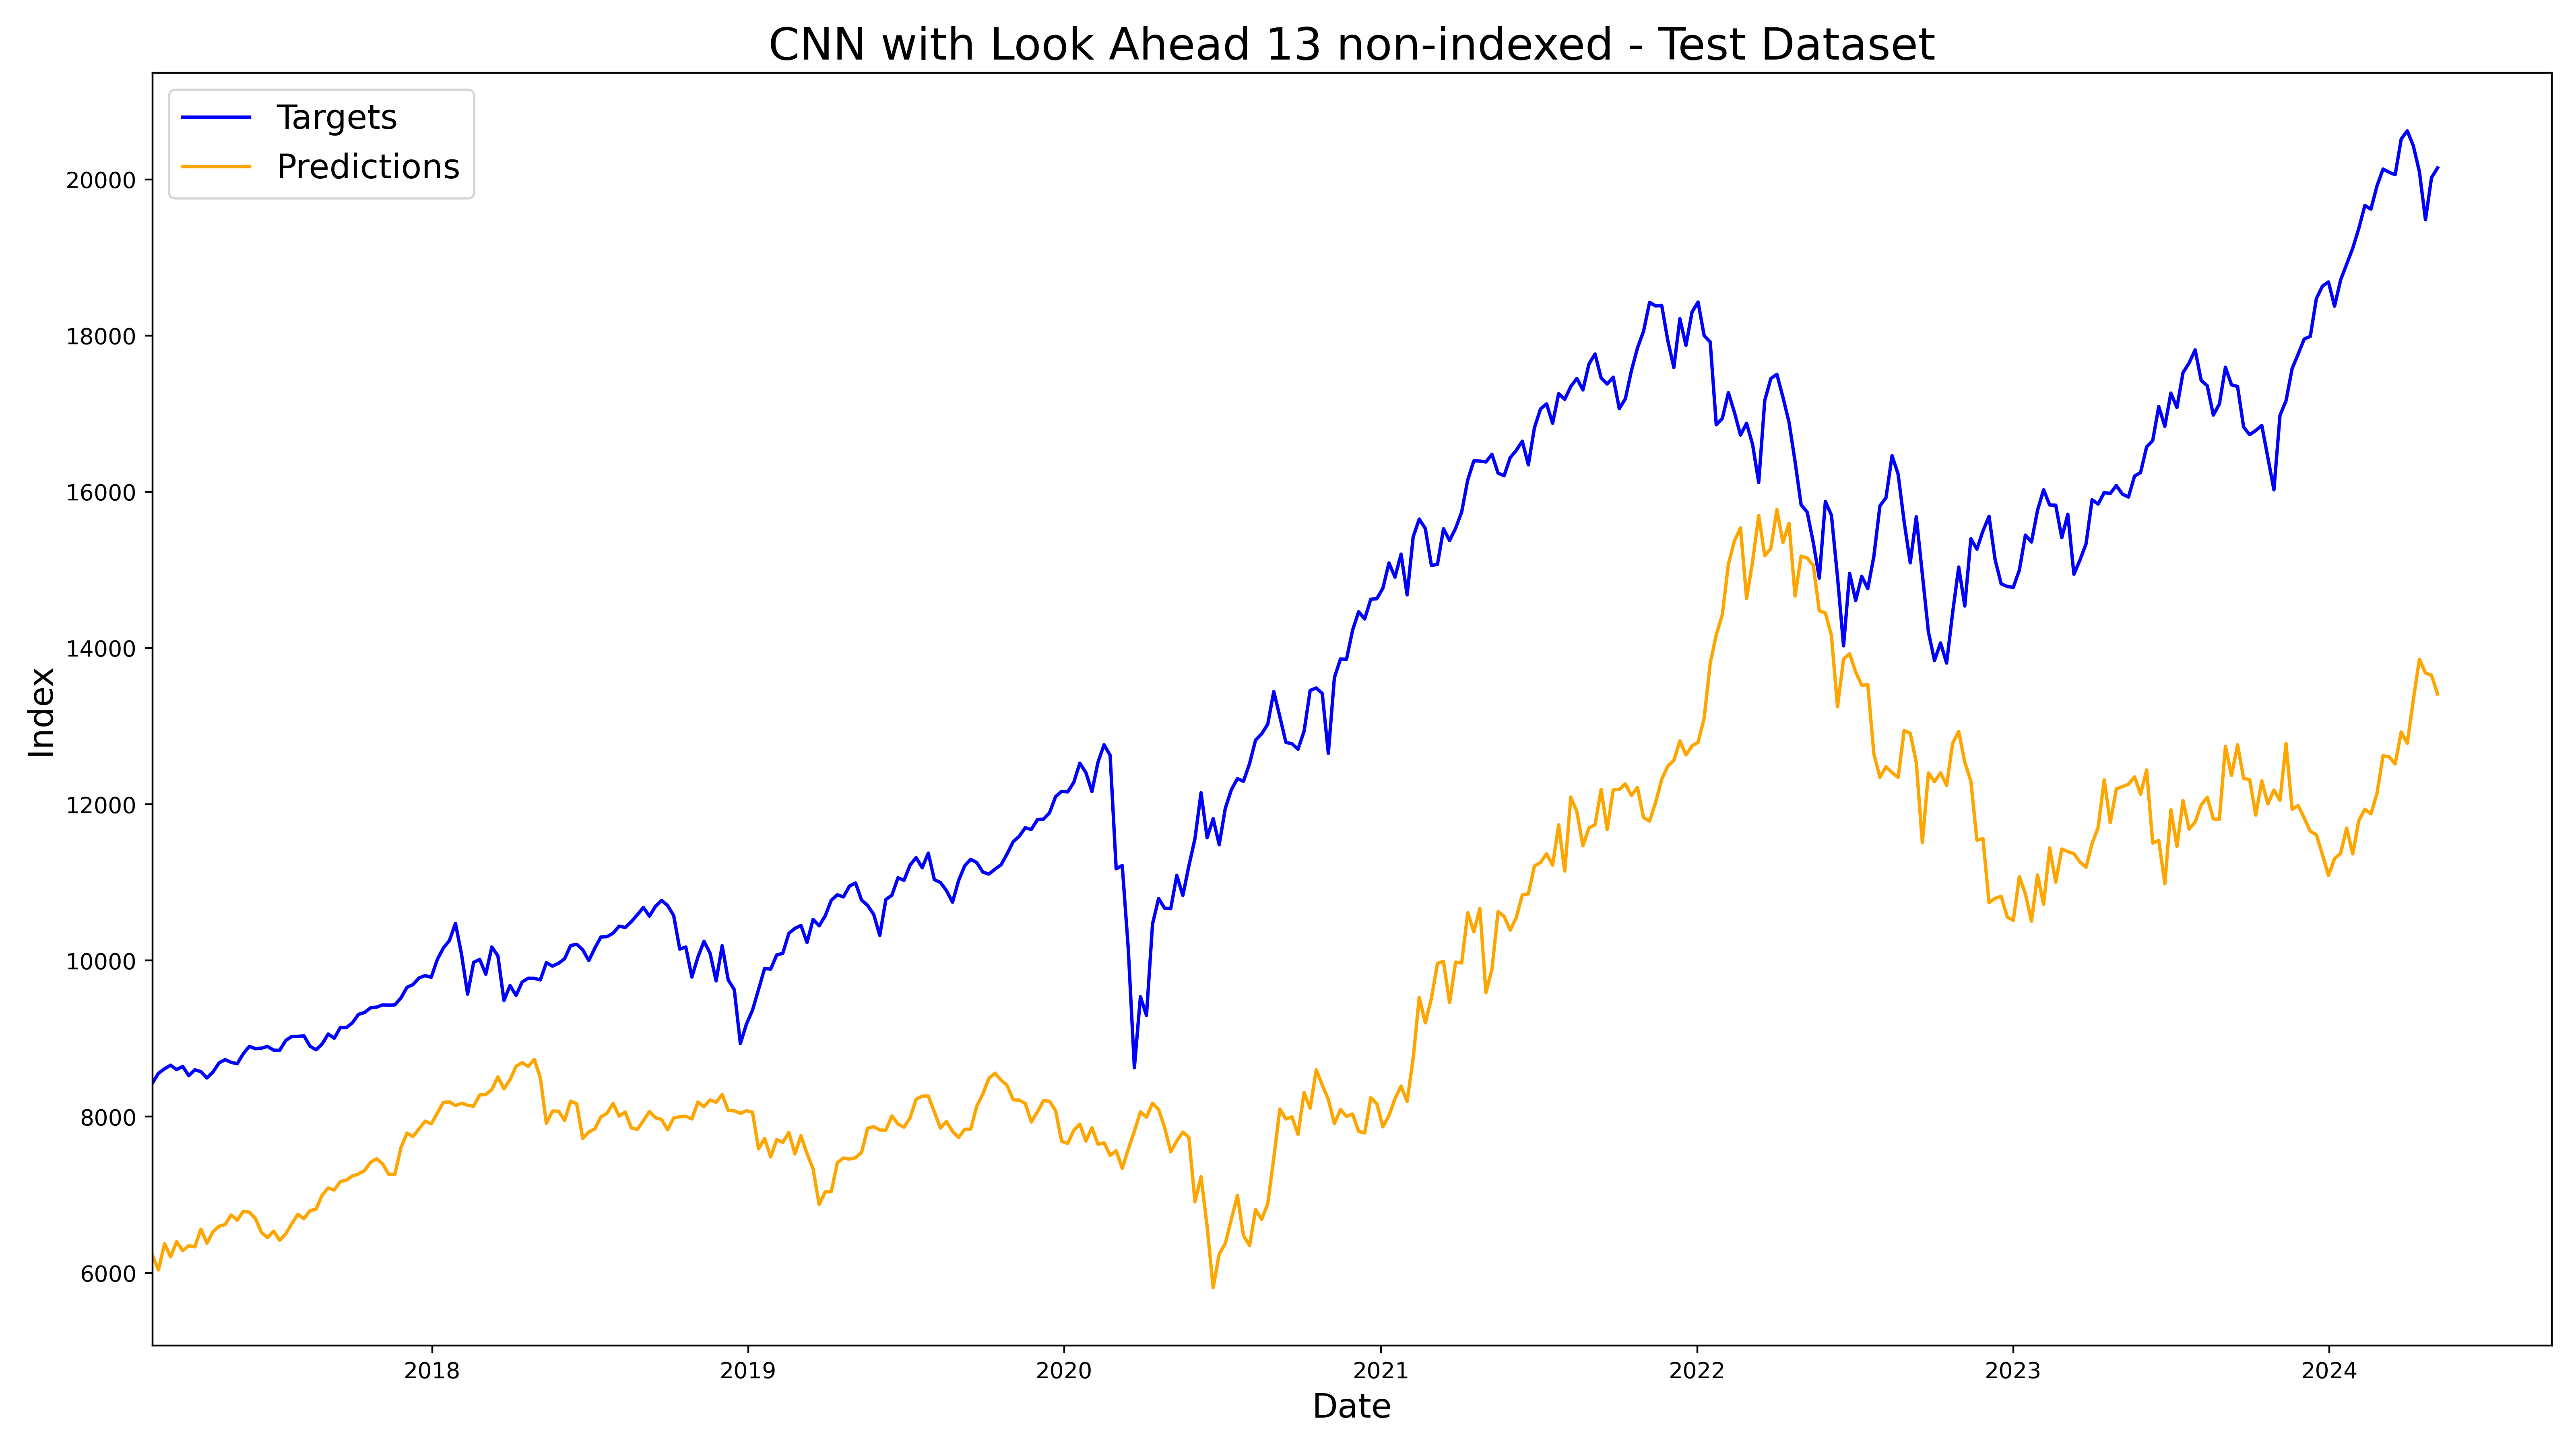 CNN with Look Ahead 13 non-indexed - Test Dataset
Targets
Predictions
20000
18000
16000
14000
12000
10000
8000
6000
Index
2018 2019 2020 2021 2022 2023 2024
Date